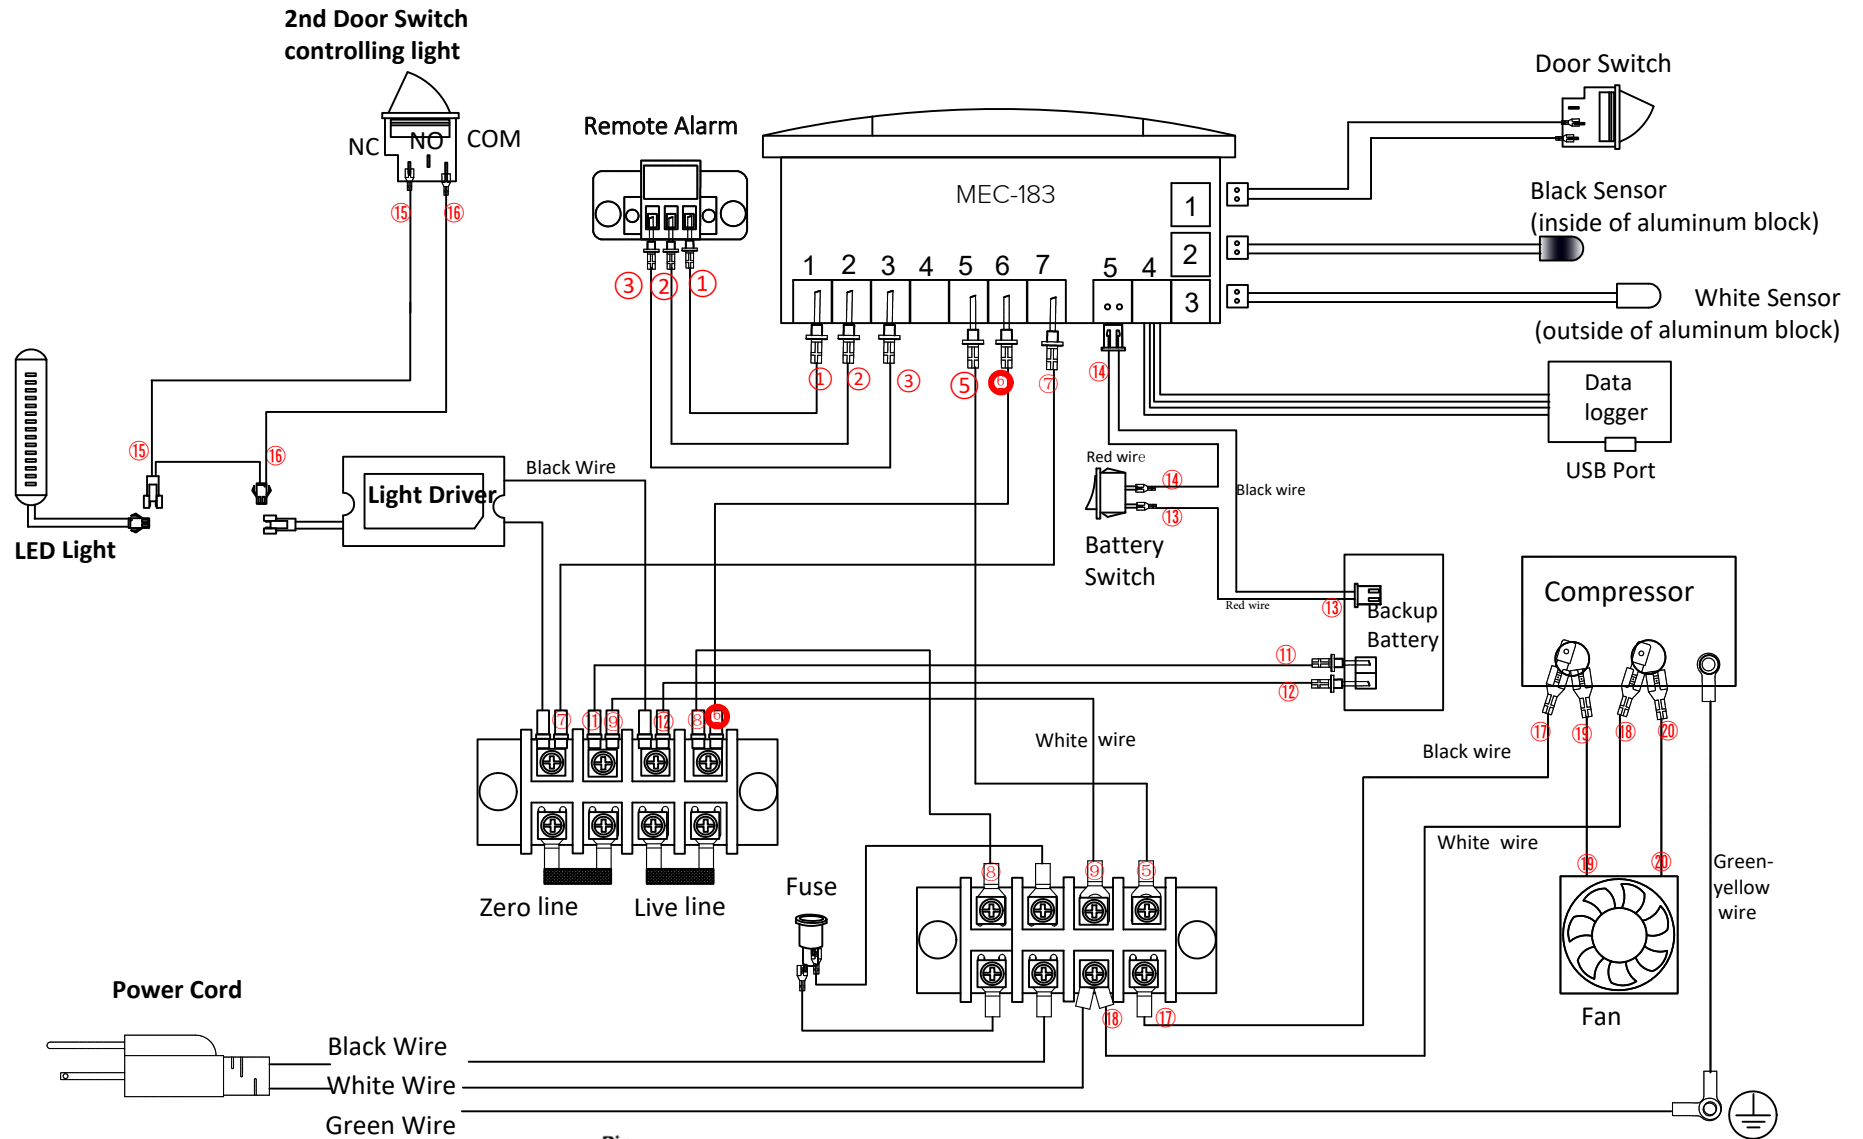 2nd Door Switch
controlling light
NC
NO
COM
Remote Alarm
Door Switch
MEC-183
Black Sensor
(inside of aluminum block)
White Sensor
(outside of aluminum block)
1
2
3
1 2 3 4 5 6 7
5 4
⑮ ⑯
③ ② ①
① ② ③ ⑤ ⑥ ⑦ ⑭
Data
logger
USB Port
⑮ ⑯
Black Wire
Light Driver
LED Light
Red wire
⑭
Black wire
⑬
Battery
Switch
Red wire
⑬
Backup
Battery
Compressor
⑪
⑫
⑦ ⑪ ⑨ ⑫ ⑧ ⑥
White wire
Black wire
⑰ ⑲ ⑱ ⑳
White wire
⑧ ⑨ ⑤
⑲ ⑳
Green-
yellow
wire
Zero line
Live line
Fuse
⑱ ⑰
Fan
Power Cord
Black Wire
White Wire
Green Wire